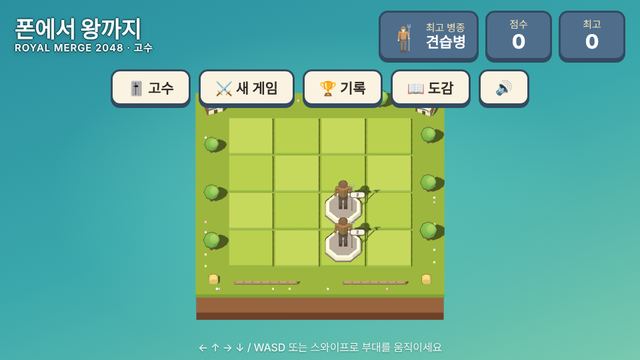 폰에서 왕까지
ROYAL MERGE 2048 · 고수
최고 병종
견습병
점수
0
최고
0
고수
새 게임
기록
도감
← ↑ → ↓ / WASD 또는 스와이프로 부대를 움직이세요